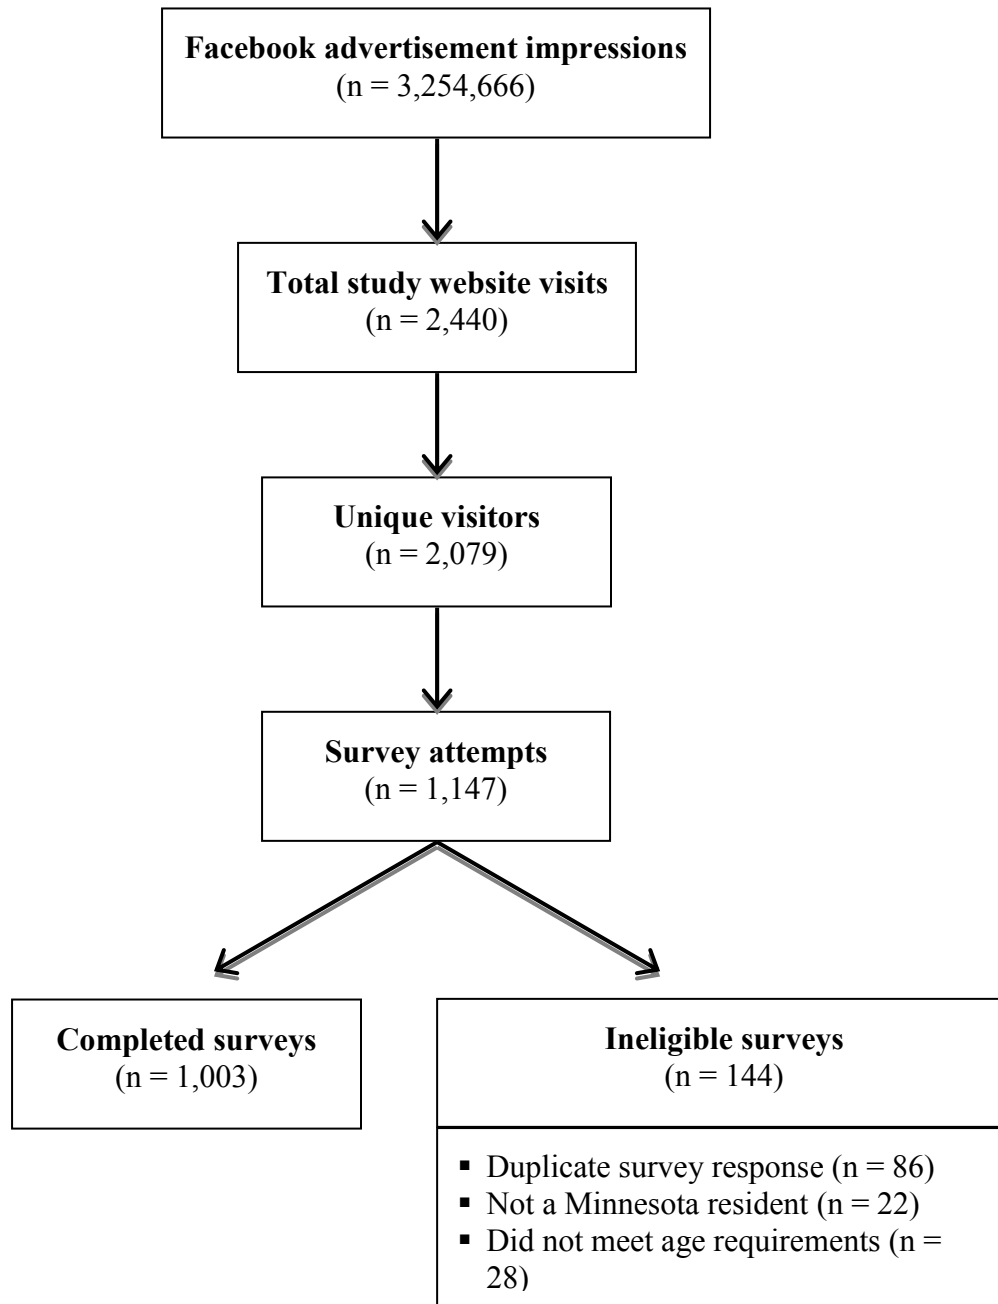 Facebook advertisement impressions
(n = 3,254,666)
Total study website visits
(n = 2,440)
Unique visitors
(n = 2,079)
Survey attempts
(n = 1,147)
Completed surveys
(n = 1,003)
Ineligible surveys
(n = 144)
▪ Duplicate survey response (n = 86)
▪ Not a Minnesota resident (n = 22)
▪ Did not meet age requirements (n =
28)